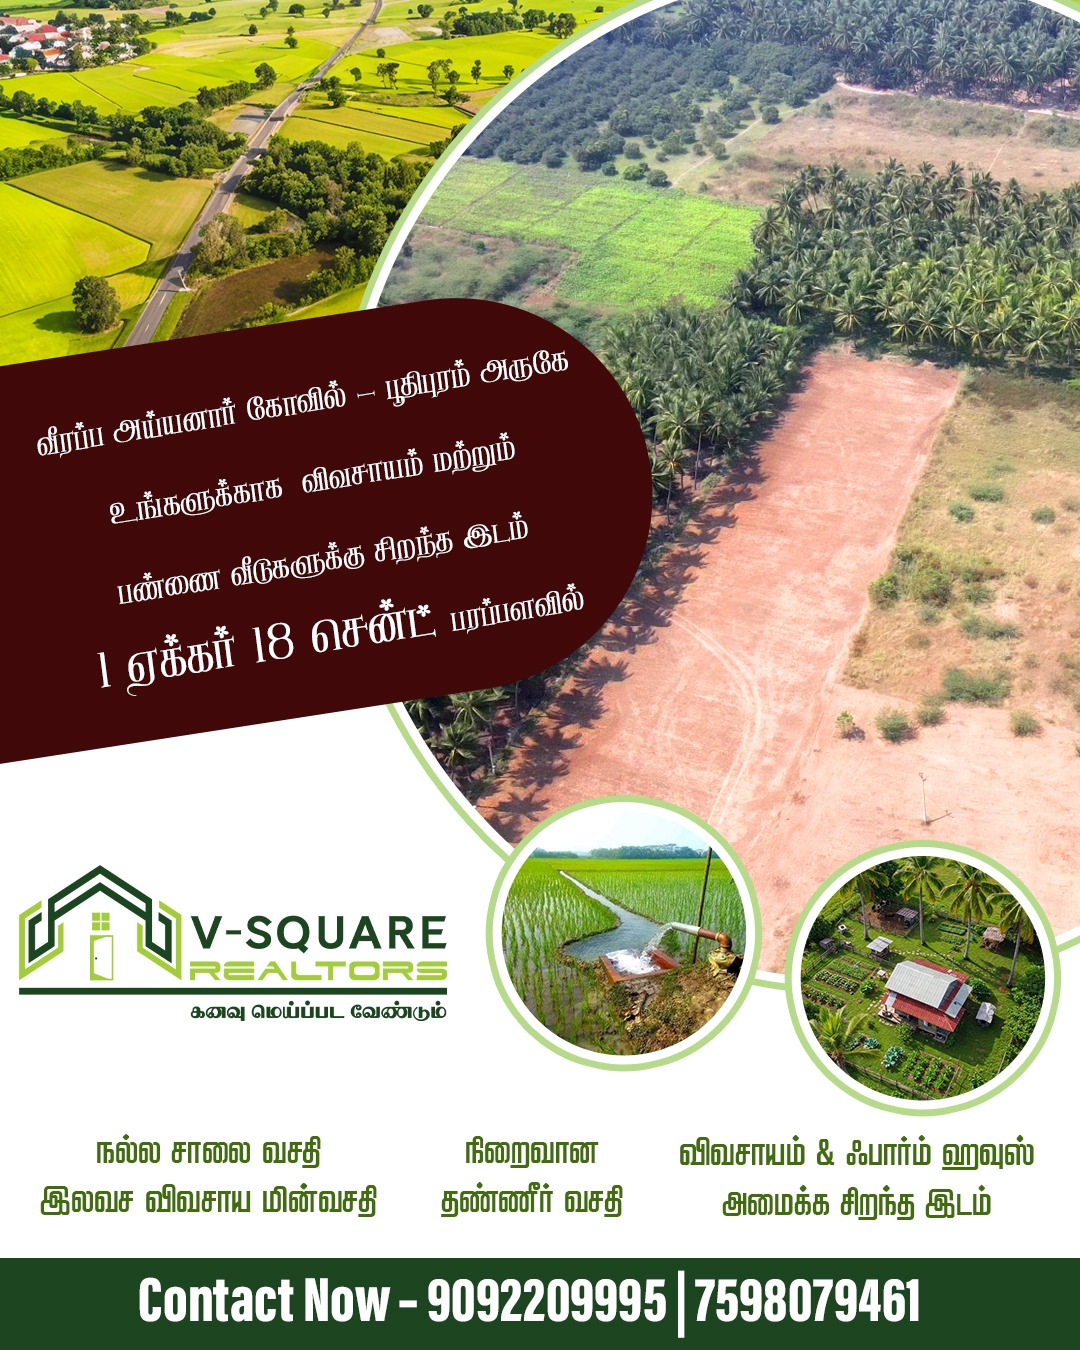 வீரப்ப அய்யனார் கோவில் - பூதிபுரம் அருகே
உங்களுக்காக விவசாயம் மற்றும்
பண்ணை வீடுகளுக்கு சிறந்த இடம்
1 ஏக்கர் 18 சென்ட் பரப்பளவில்
V-SQUARE
REALTORS
கனவு மெய்ப்பட வேண்டும்
நல்ல சாலை வசதி
இலவச விவசாய மின்வசதி
நிறைவான
தண்ணீர் வசதி
விவசாயம் & ஃபார்ம் ஹவுஸ்
அமைக்க சிறந்த இடம்
Contact Now - 9092209995 | 7598079461